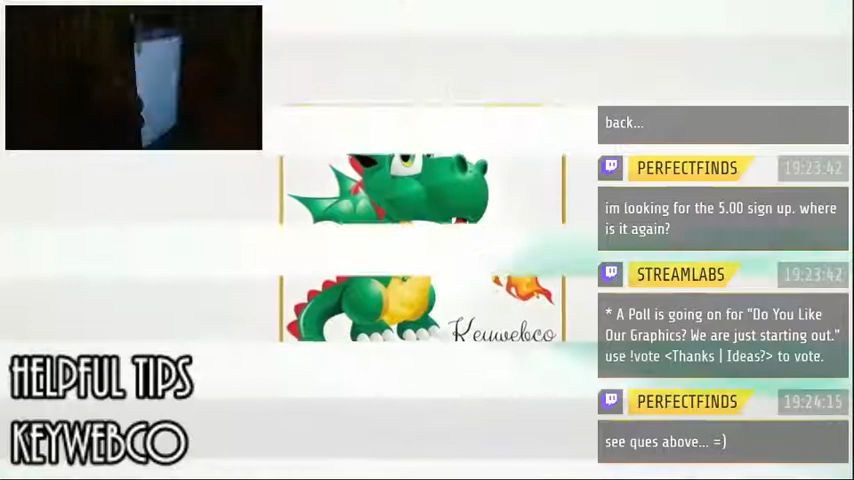 back...
PERFECTFINDS
19:23:42
im looking for the 5.00 sign up. where
is it again?
STREAMLABS
19:23:42
* A Poll is going on for "Do You Like
Our Graphics? We are just starting out."
use !vote <Thanks | Ideas?> to vote.
PERFECTFINDS
19:24:15
see ques above... =)
Keywebco
HELPFUL TIPS
KEYWEBCO